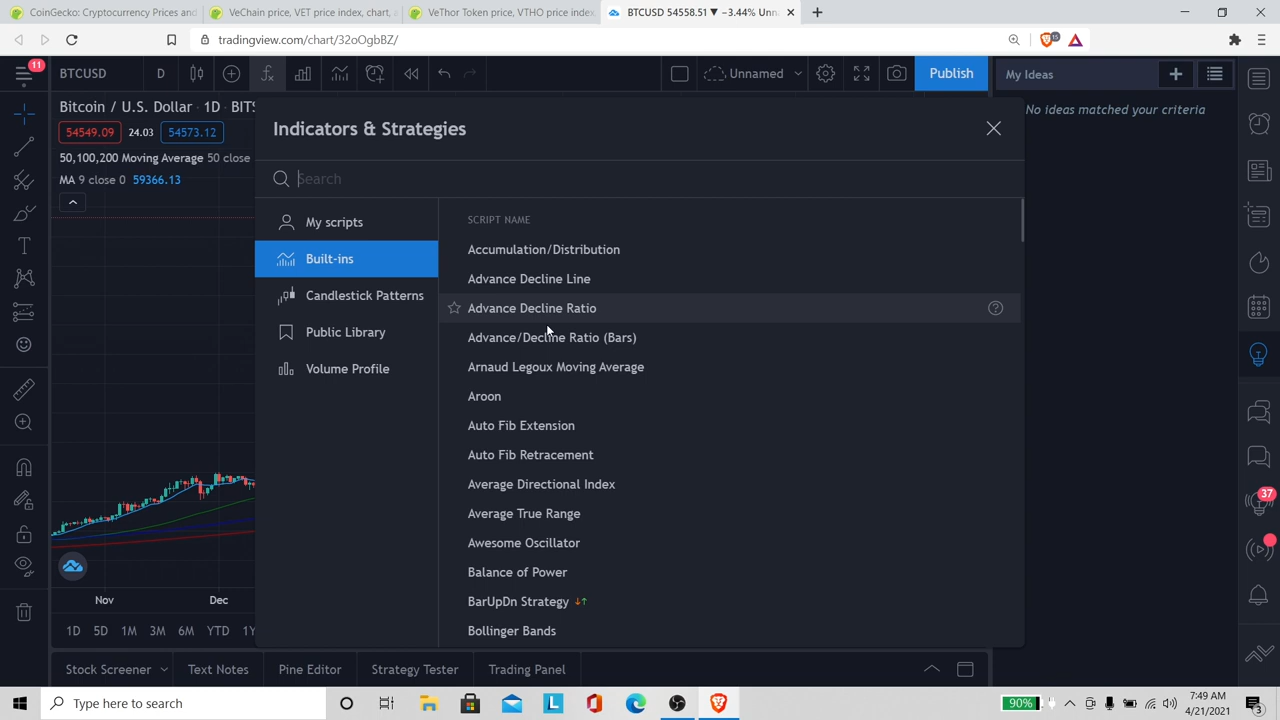 CoinGecko: Cryptocurrency Prices and
VeChain price, VET price index, chart, a
VeThor Token price, VTHO price index,
BTCUSD 54558.51 ▼ −3.44% Unna
tradingview.com/chart/32oOgbBZ/
15
11
BTCUSD
D
Unnamed
Publish
My Ideas
Bitcoin / U.S. Dollar · 1D · BITS
No ideas matched your criteria
54549.09
24.03
54573.12
50,100,200 Moving Average 50 close
MA 9 close 0 59366.13
Indicators & Strategies
Search
My scripts
Built-ins
Candlestick Patterns
Public Library
Volume Profile
SCRIPT NAME
Accumulation/Distribution
Advance Decline Line
Advance Decline Ratio
Advance/Decline Ratio (Bars)
Arnaud Legoux Moving Average
Aroon
Auto Fib Extension
Auto Fib Retracement
Average Directional Index
Average True Range
Awesome Oscillator
Balance of Power
BarUpDn Strategy
Bollinger Bands
37
Nov
Dec
1D 5D 1M 3M 6M YTD 1Y
Stock Screener
Text Notes
Pine Editor
Strategy Tester
Trading Panel
Type here to search
90%
7:49 AM
4/21/2021
3